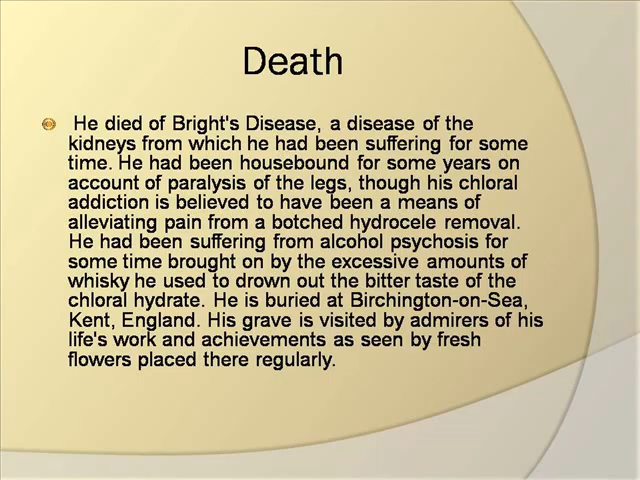 Death
He died of Bright's Disease, a disease of the
kidneys from which he had been suffering for some
time. He had been housebound for some years on
account of paralysis of the legs, though his chloral
addiction is believed to have been a means of
alleviating pain from a botched hydrocele removal.
He had been suffering from alcohol psychosis for
some time brought on by the excessive amounts of
whisky he used to drown out the bitter taste of the
chloral hydrate. He is buried at Birchington-on-Sea,
Kent, England. His grave is visited by admirers of his
life's work and achievements as seen by fresh
flowers placed there regularly.